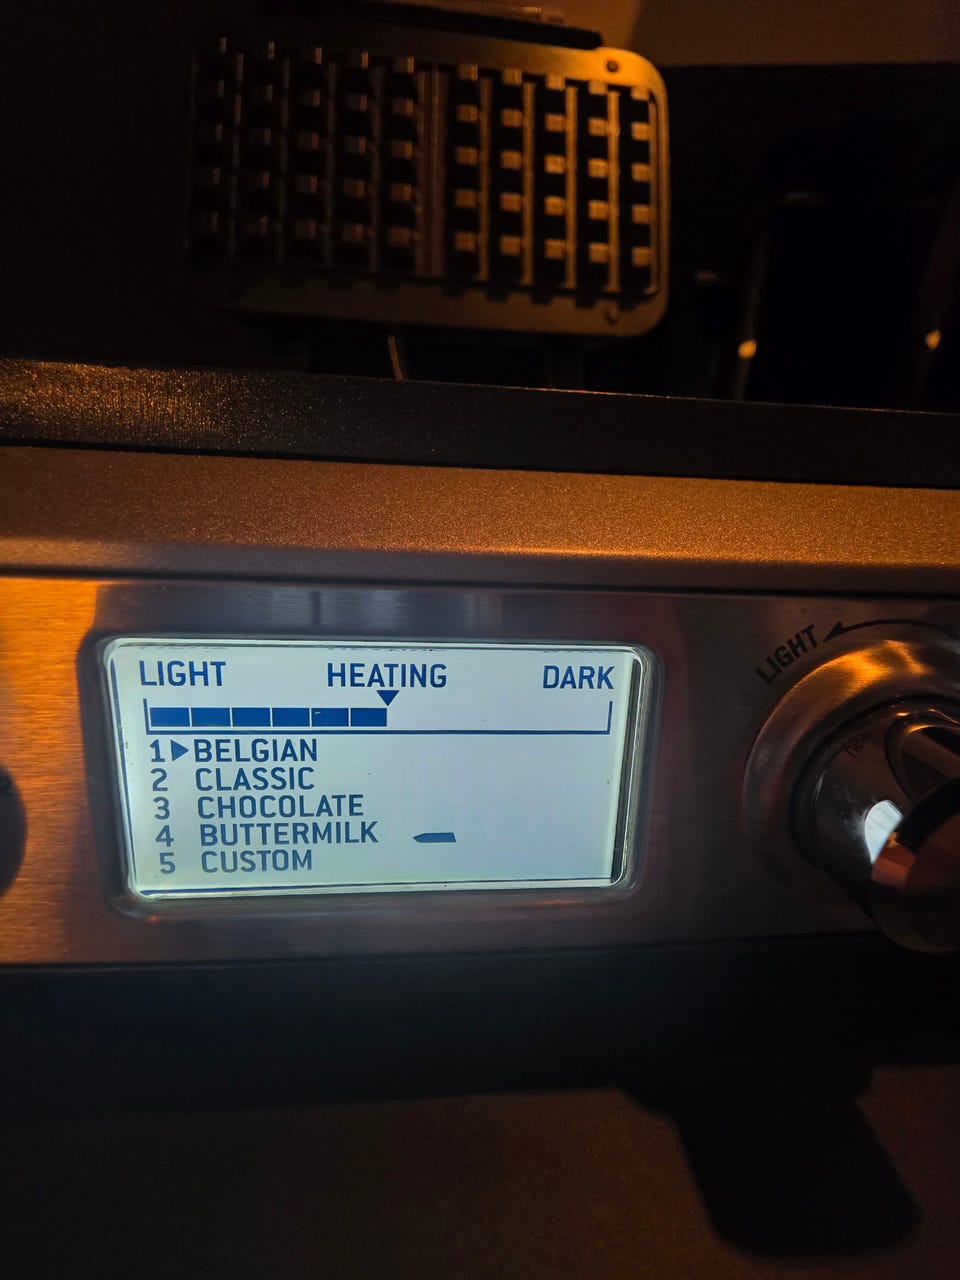 LIGHT HEATING DARK
1 BELGIAN
2 CLASSIC
3 CHOCOLATE
4 BUTTERMILK
5 CUSTOM
LIGHT